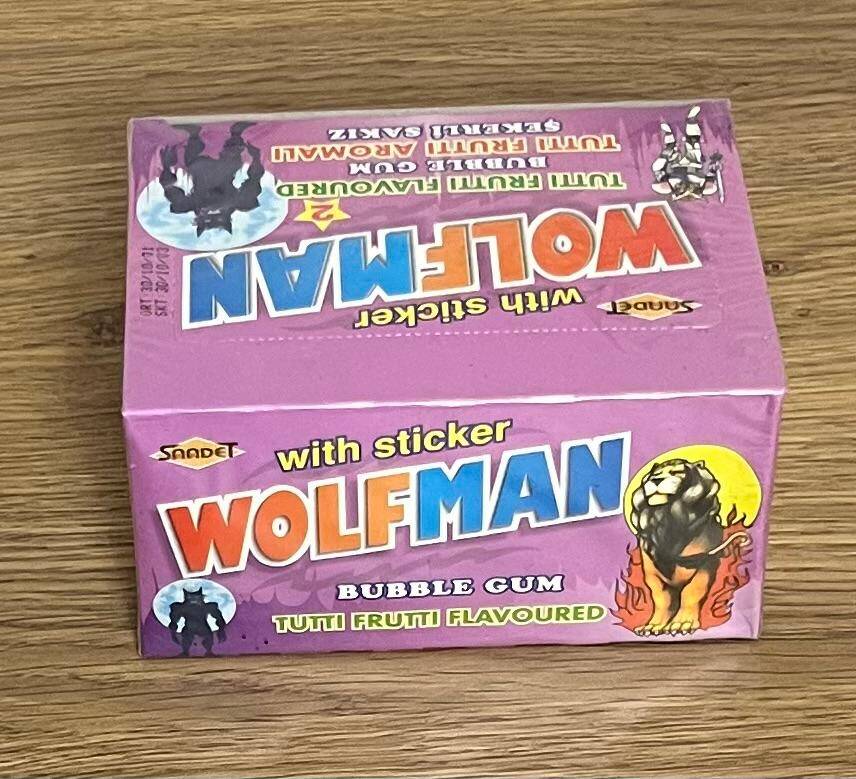 ŞEKERLİ SAKIZ
TUTTI FRUTTI AROMALI
BUBBLE GUM
TUTTI FRUTTI FLAVOURED
2
WOLFMAN
with sticker
SAADET
SAADET
with sticker
WOLFMAN
BUBBLE GUM
TUTTI FRUTTI FLAVOURED